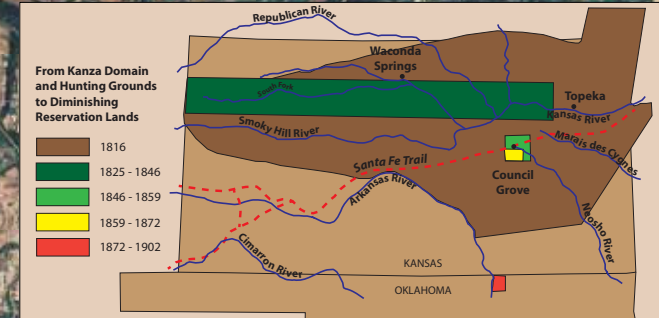 Republican River
Waconda
Springs
From Kanza Domain
and Hunting Grounds
to Diminishing
Reservation Lands
South Fork
Topeka
Kansas River
1816
Smoky Hill River
Marais des Cygnes
1825 - 1846
Santa Fe Trail
1846 - 1859
Council
Grove
Arkansas River
1859 - 1872
Neosho River
1872 - 1902
Cimarron River
KANSAS
OKLAHOMA